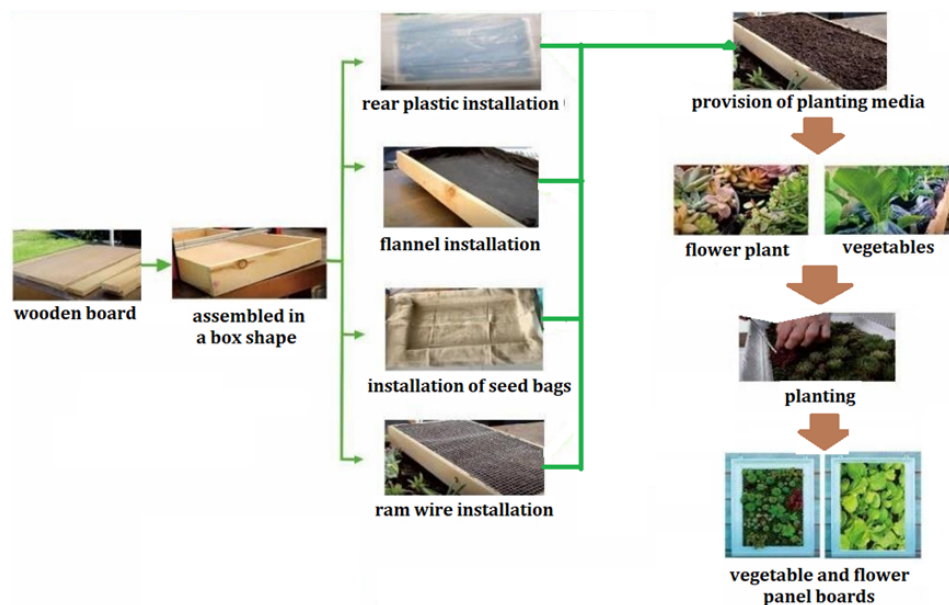 wooden board
assembled in
a box shape
rear plastic installation
flannel installation
installation of seed bags
ram wire installation
provision of planting media
flower plant
vegetables
planting
vegetable and flower
panel boards